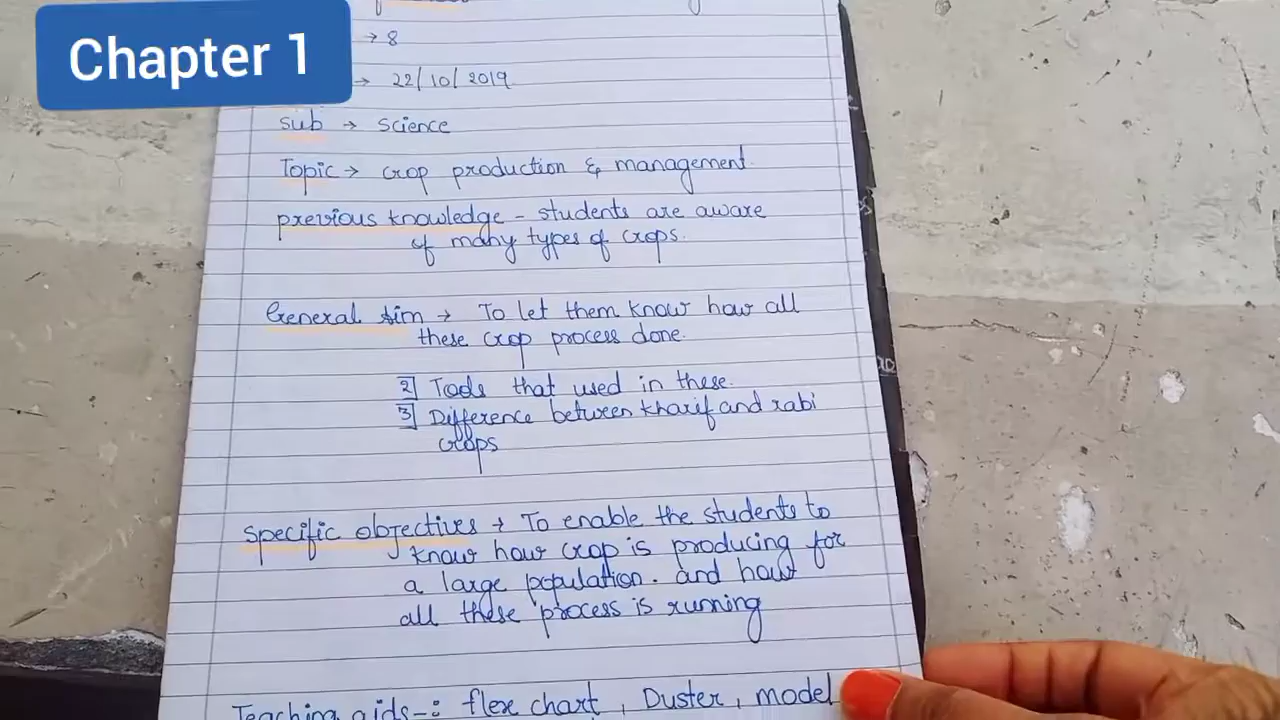 Chapter 1
→ 8
→ 22/10/2019
Sub → Science
Topic → crop production & management.
previous knowledge - students are aware
of many types of crops.
General Aim → To let them know how all
these crop process done.
2] Tools that used in these.
3] Difference between kharif and rabi
crops
Specific objectives → To enable the students to
know how crop is producing for
a large population. and how
all these process is running
Teaching aids-: flex chart, Duster, model